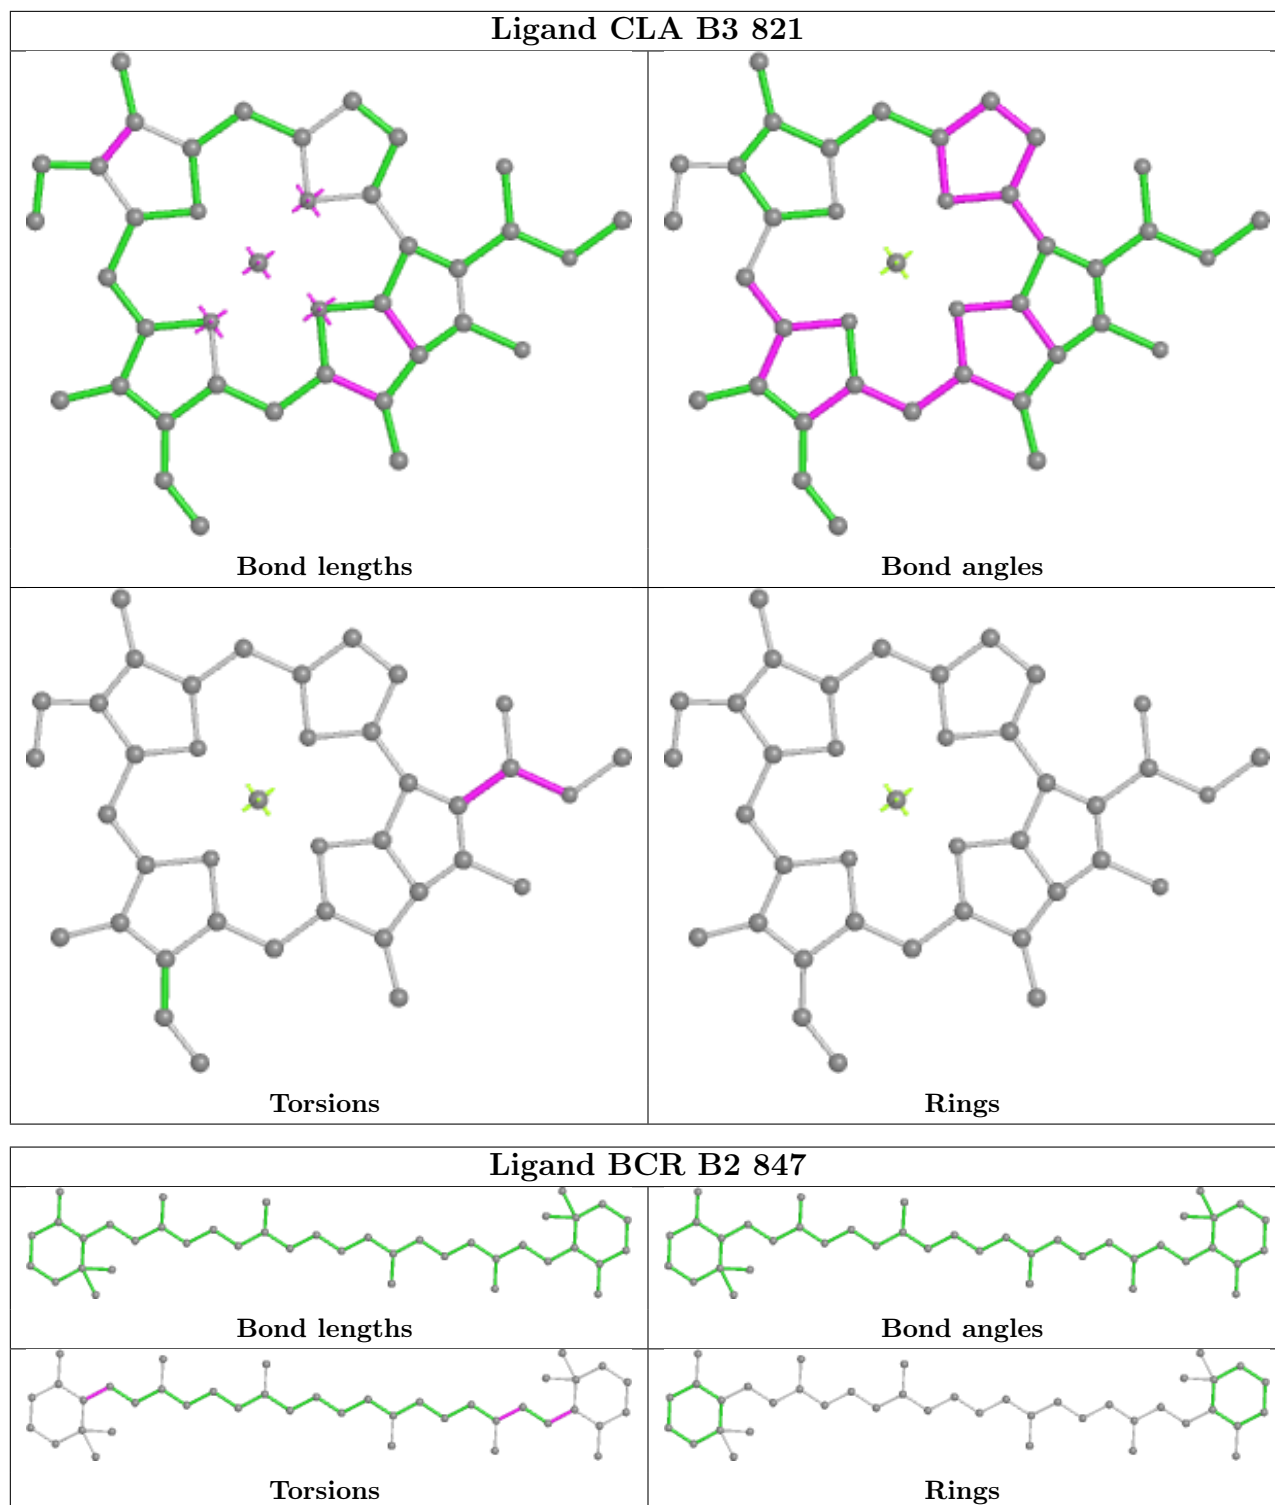 Ligand CLA B3 821
Bond lengths
Bond angles
Torsions
Rings
Ligand BCR B2 847
Bond lengths
Bond angles
Torsions
Rings